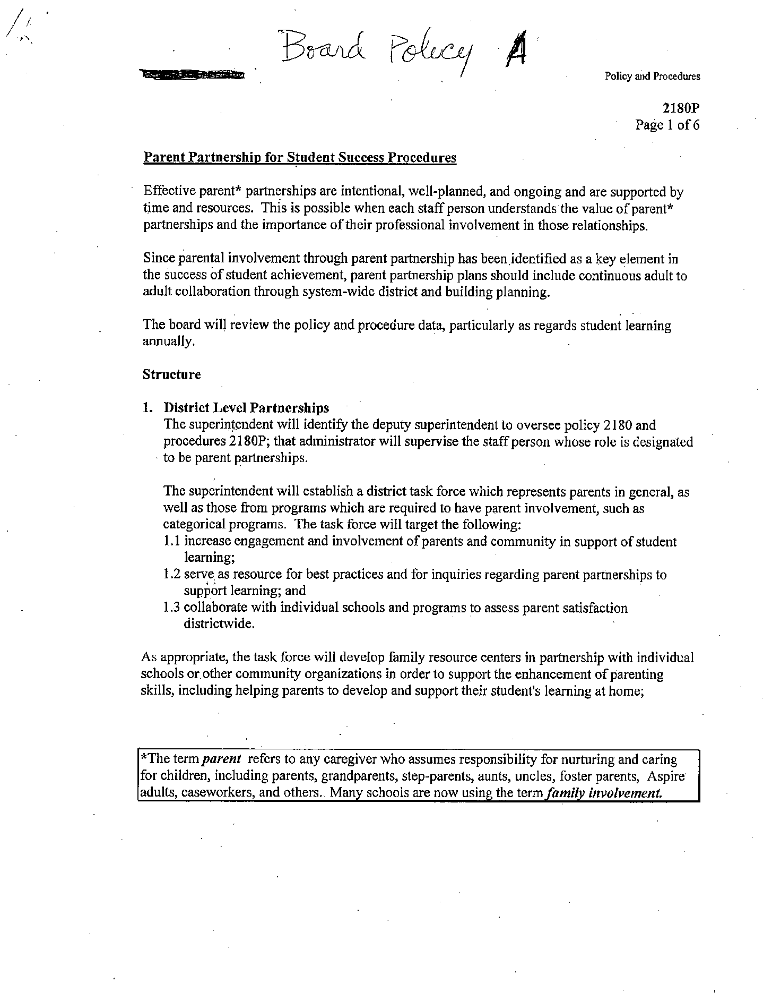 Board Policy A
Policy and Procedures
2180P
Page 1 of 6
Parent Partnership for Student Success Procedures
Effective parent* partnerships are intentional, well-planned, and ongoing and are supported by
time and resources. This is possible when each staff person understands the value of parent*
partnerships and the importance of their professional involvement in those relationships.
Since parental involvement through parent partnership has been identified as a key element in
the success of student achievement, parent partnership plans should include continuous adult to
adult collaboration through system-wide district and building planning.
The board will review the policy and procedure data, particularly as regards student learning
annually.
Structure
1. District Level Partnerships
The superintendent will identify the deputy superintendent to oversee policy 2180 and
procedures 2180P; that administrator will supervise the staff person whose role is designated
to be parent partnerships.
The superintendent will establish a district task force which represents parents in general, as
well as those from programs which are required to have parent involvement, such as
categorical programs. The task force will target the following:
1.1 increase engagement and involvement of parents and community in support of student
learning;
1.2 serve as resource for best practices and for inquiries regarding parent partnerships to
support learning; and
1.3 collaborate with individual schools and programs to assess parent satisfaction
districtwide.
As appropriate, the task force will develop family resource centers in partnership with individual
schools or other community organizations in order to support the enhancement of parenting
skills, including helping parents to develop and support their student's learning at home;
*The term parent refers to any caregiver who assumes responsibility for nurturing and caring
for children, including parents, grandparents, step-parents, aunts, uncles, foster parents, Aspire
adults, caseworkers, and others. Many schools are now using the term family involvement.